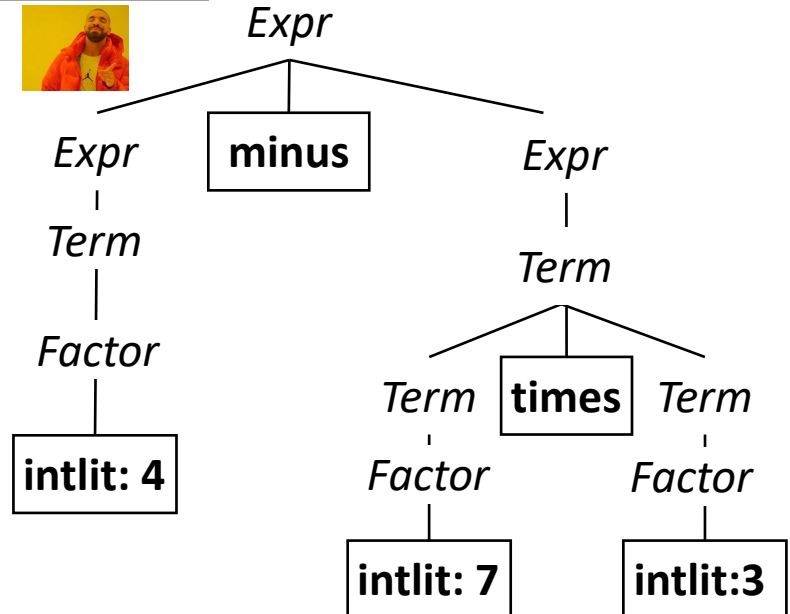 Expr
Expr
minus
Expr
Term
Term
Factor
Term
times
Term
intlit: 4
Factor
Factor
intlit: 7
intlit:3